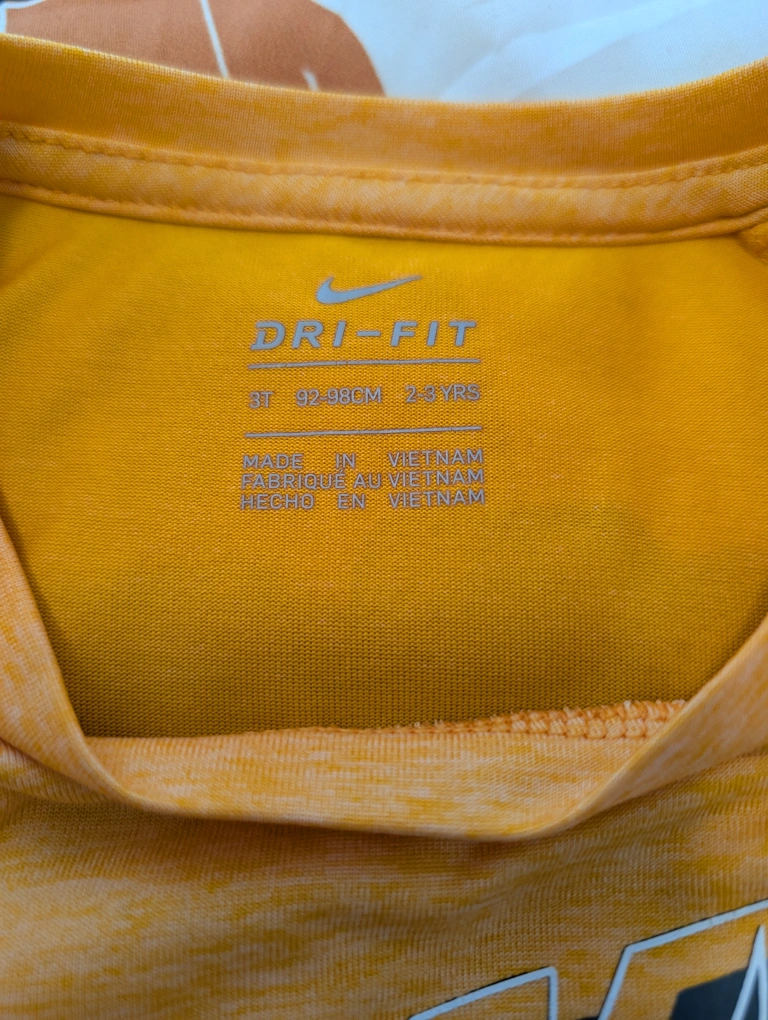 DRI-FIT
3T 92-98CM 2-3 YRS
MADE IN VIETNAM
FABRIQUÉ AU VIETNAM
HECHO EN VIETNAM